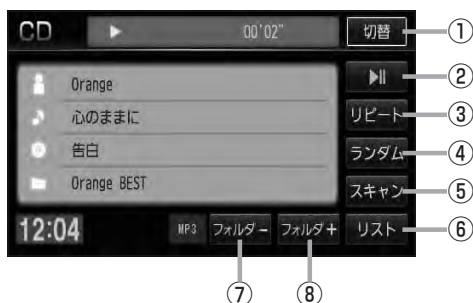 CD 00'02" 切替 ①
②
Orange
心のままに リピート ③
告白 ランダム ④
Orange BEST スキャン ⑤
12:04 MP3 フォルダ− フォルダ+ リスト ⑥
⑦ ⑧